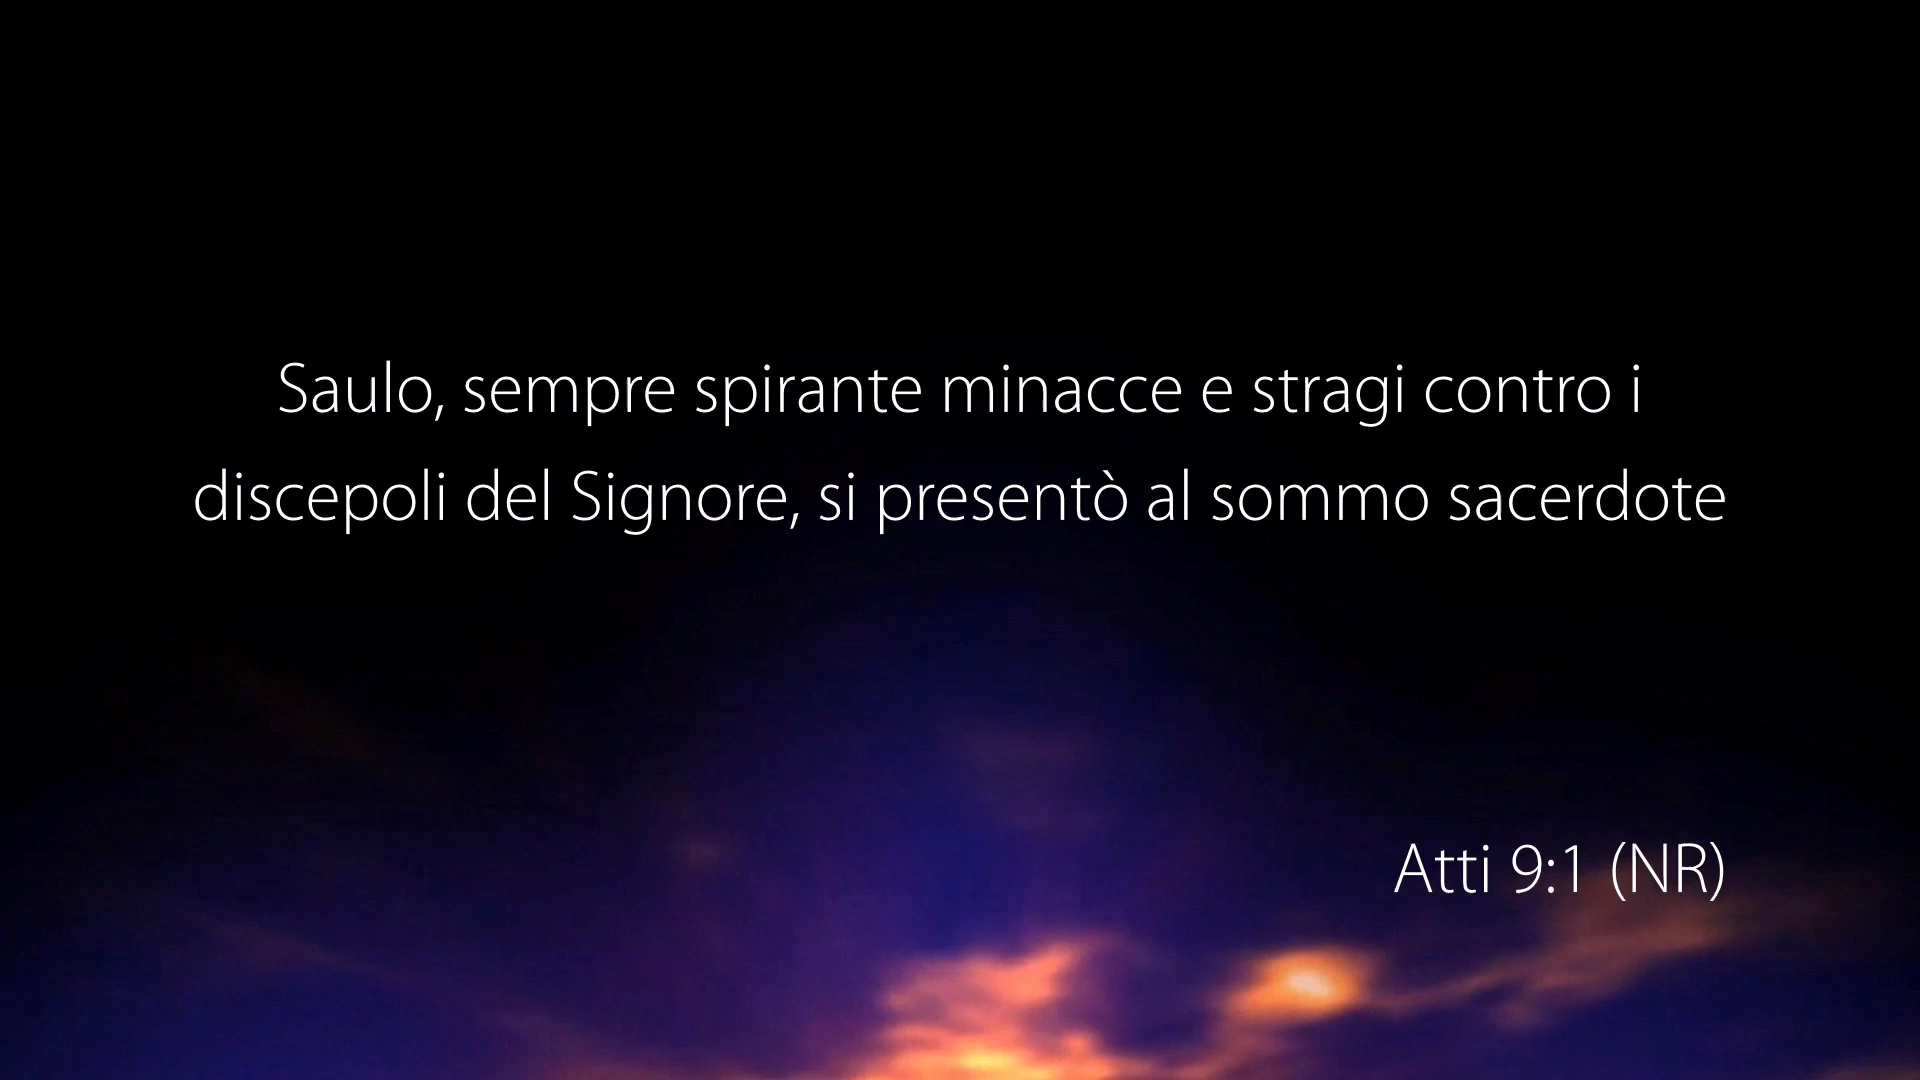 Saulo, sempre spirante minacce e stragi contro i
discepoli del Signore, si presentò al sommo sacerdote
Atti 9:1 (NR)